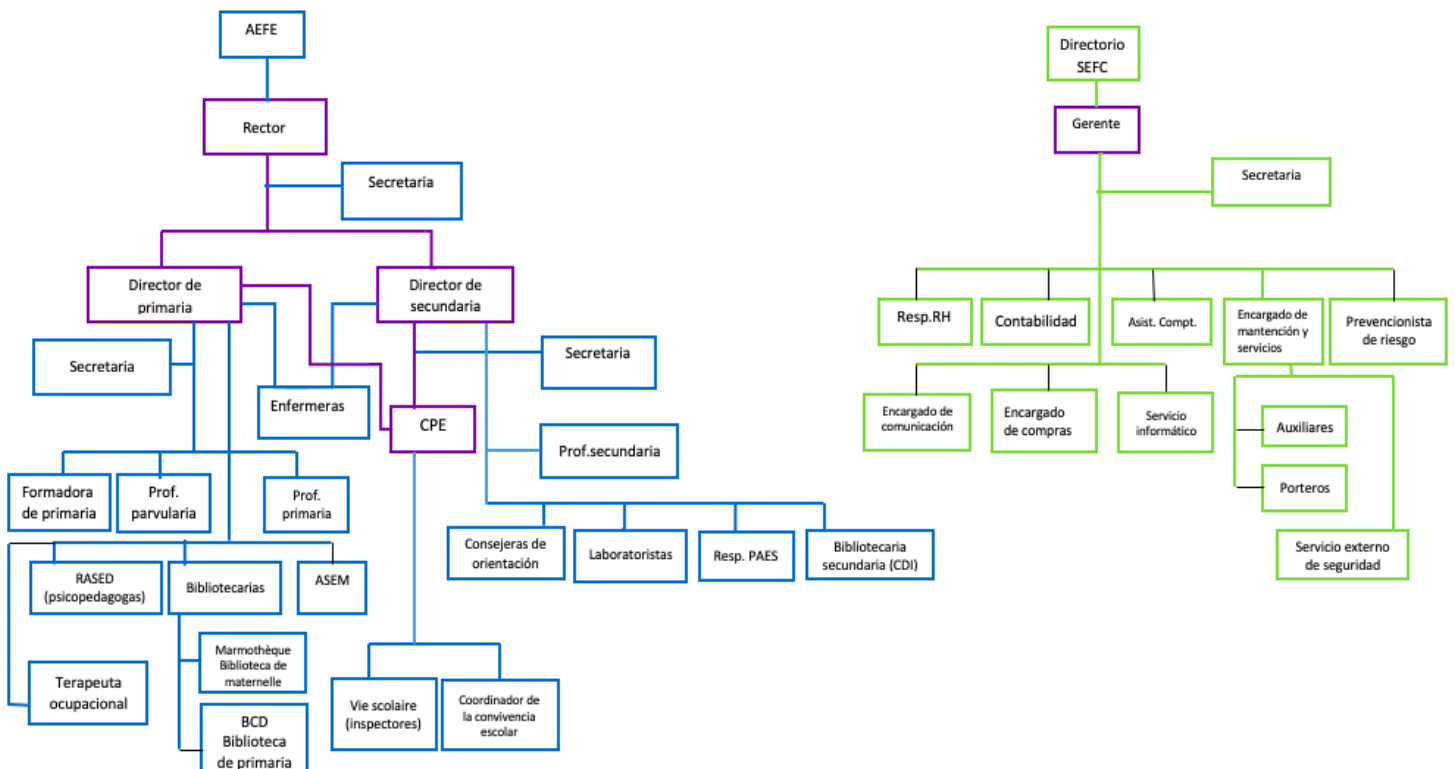 AEFE
Rector
Secretaria
Director de
primaria
Director de
secundaria
Secretaria
Secretaria
Enfermeras
CPE
Prof.secundaria
Formadora
de primaria
Prof.
parvularia
Prof.
primaria
Consejeras de
orientación
Laboratoristas
Resp. PAES
Bibliotecaria
secundaria (CDI)
RASED
(psicopedagogas)
Bibliotecarias
ASEM
Terapeuta
ocupacional
Marmothèque
Biblioteca de
maternelle
BCD
Biblioteca
de primaria
Vie scolaire
(inspectores)
Coordinador de
la convivencia
escolar
Directorio
SEFC
Gerente
Secretaria
Resp.RH
Contabilidad
Asist. Compt.
Encargado de
mantención y
servicios
Prevencionista
de riesgo
Encargado de
comunicación
Encargado
de compras
Servicio
informático
Auxiliares
Porteros
Servicio externo
de seguridad